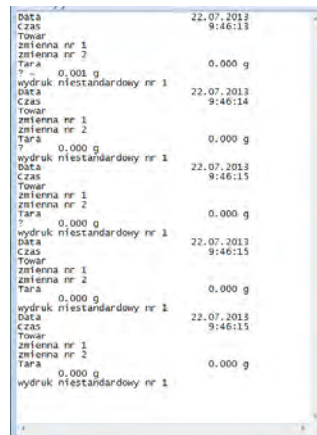 Data 22.07.2013
Czas 9:46:13
Towar
zmienna nr 1
zmienna nr 2
Tara 0.000 g
? - 0.001 g
wydruk niestandardowy nr 1
Data 22.07.2013
Czas 9:46:14
Towar
zmienna nr 1
zmienna nr 2
Tara 0.000 g
? 0.000 g
wydruk niestandardowy nr 1
Data 22.07.2013
Czas 9:46:15
Towar
zmienna nr 1
zmienna nr 2
Tara 0.000 g
? 0.000 g
wydruk niestandardowy nr 1
Data 22.07.2013
Czas 9:46:15
Towar
zmienna nr 1
zmienna nr 2
Tara 0.000 g
0.000 g
wydruk niestandardowy nr 1
Data 22.07.2013
Czas 9:46:15
Towar
zmienna nr 1
zmienna nr 2
Tara 0.000 g
0.000 g
wydruk niestandardowy nr 1